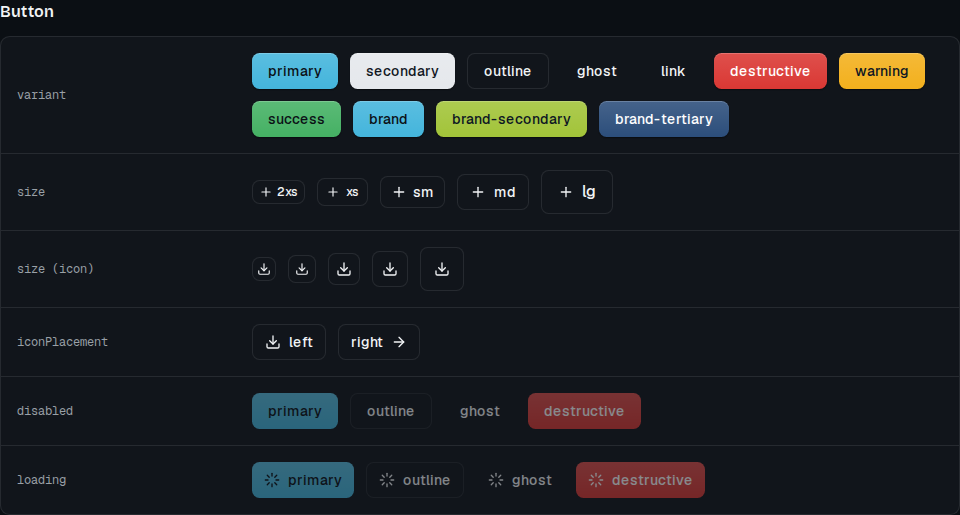 Button
variant
primary secondary outline ghost link destructive warning
success brand brand-secondary brand-tertiary
size
2xs xs sm md lg
size (icon)
iconPlacement
left right
disabled
primary outline ghost destructive
loading
primary outline ghost destructive